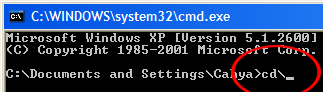 C:\WINDOWS\system32\cmd.exe
Microsoft Windows XP [Version 5.1.2600]
(C) Copyright 1985-2001 Microsoft Corp.
C:\Documents and Settings\Cahya>cd\_